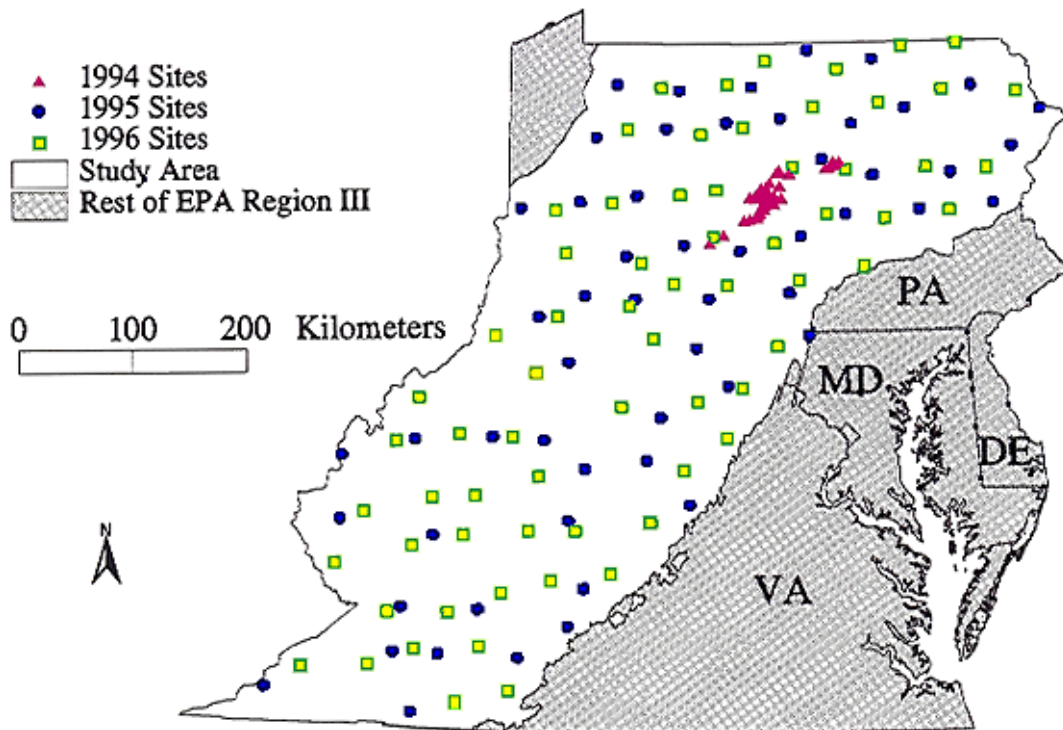 1994 Sites
1995 Sites
1996 Sites
Study Area
Rest of EPA Region III
0 100 200 Kilometers
PA
MD
DE
N
VA